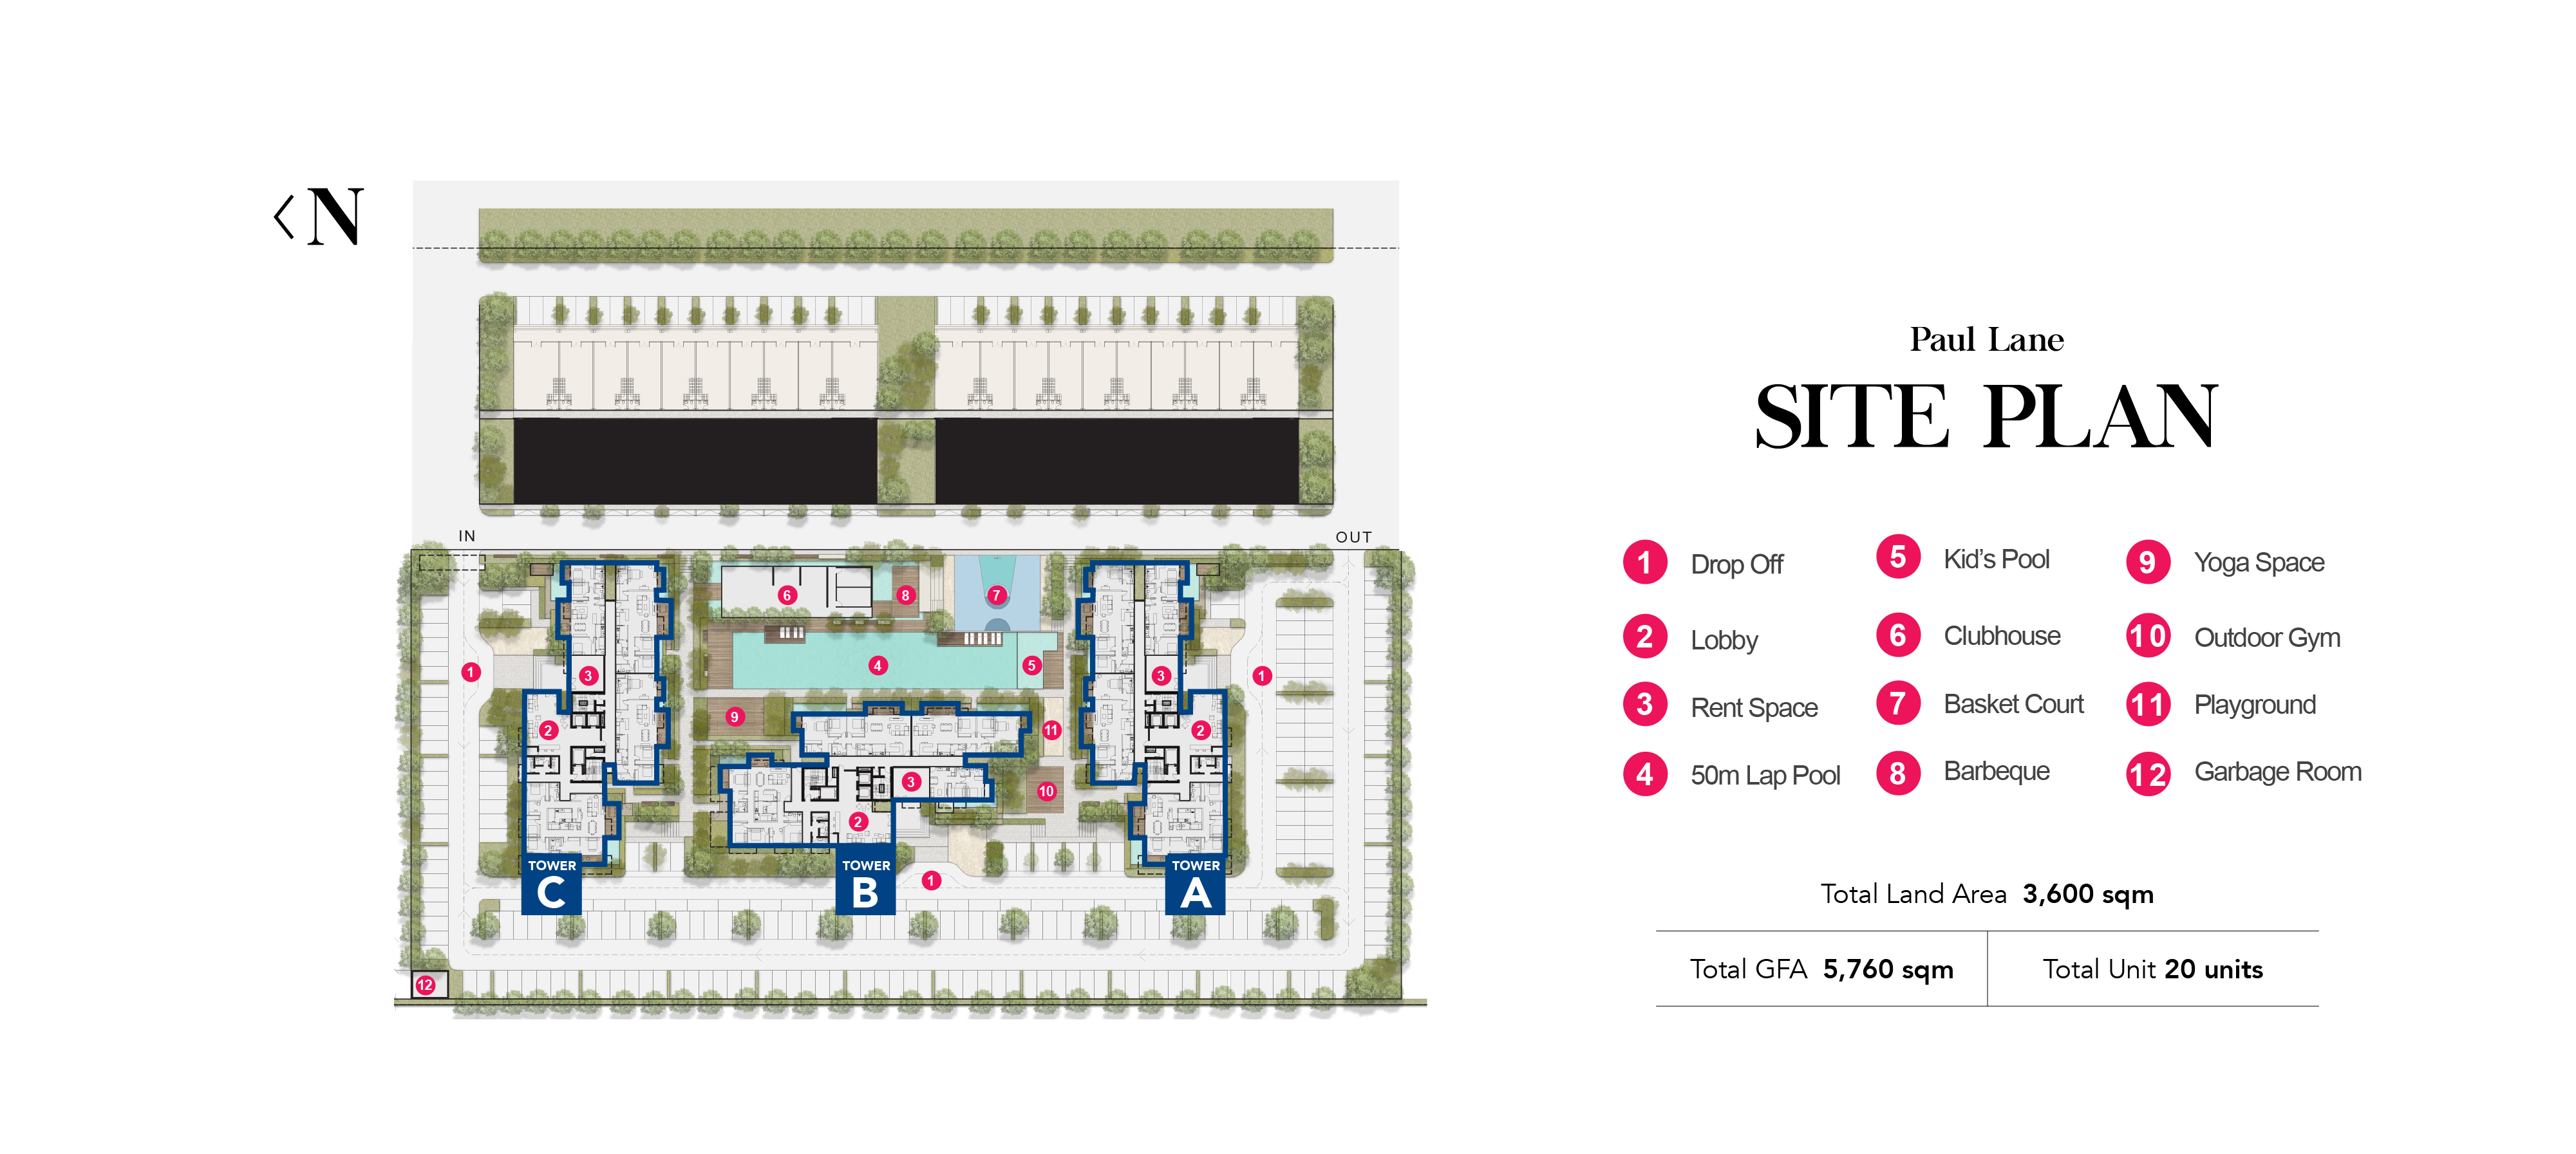 N
IN
OUT
6
8
7
1
3
4
5
3
1
2
9
11
2
3
10
2
TOWER
C
TOWER
B
1
TOWER
A
12
Paul Lane
SITE PLAN
1 Drop Off
5 Kid's Pool
9 Yoga Space
2 Lobby
6 Clubhouse
10 Outdoor Gym
3 Rent Space
7 Basket Court
11 Playground
4 50m Lap Pool
8 Barbeque
12 Garbage Room
Total Land Area 3,600 sqm
Total GFA 5,760 sqm
Total Unit 20 units